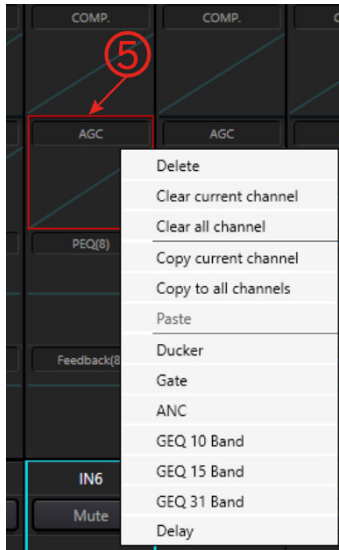 COMP. COMP.
⑤
AGC AGC
Delete
Clear current channel
Clear all channel
PEQ(8)
Copy current channel
Copy to all channels
Paste
Ducker
Feedback(8
Gate
ANC
GEQ 10 Band
IN6
GEQ 15 Band
GEQ 31 Band
Mute
Delay